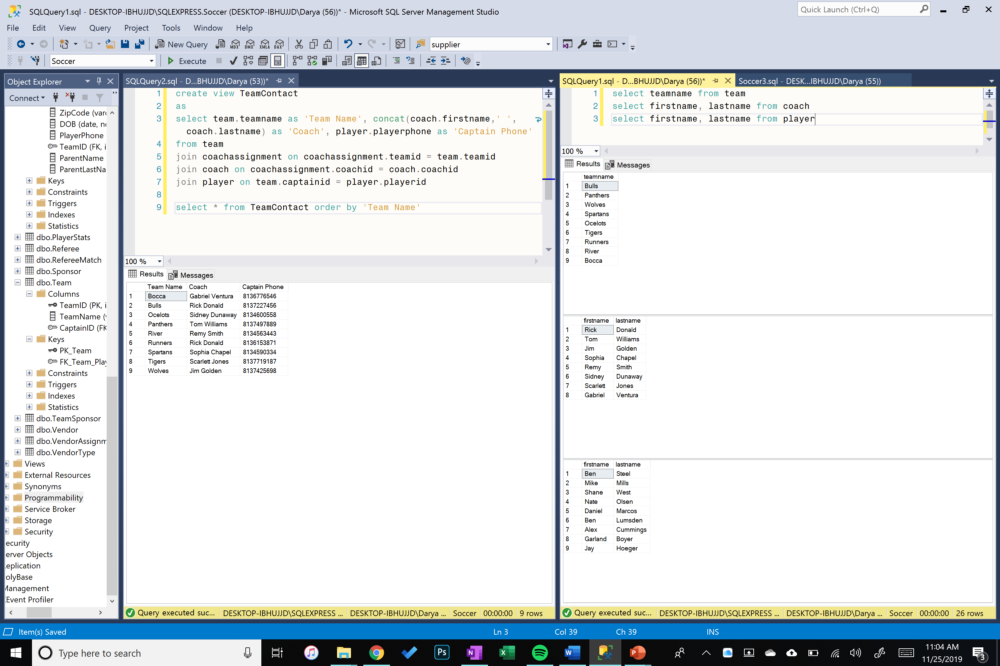 SQLQuery1.sql - DESKTOP-IBHUJJD\SQLEXPRESS.Soccer (DESKTOP-IBHUJJD\Darya (56))* - Microsoft SQL Server Management Studio
Quick Launch (Ctrl+Q)
File Edit View Query Project Tools Window Help
New Query MDX DMX XMLA DAX supplier
Soccer Execute
Object Explorer
Connect
ZipCode (varc
DOB (date, nc
PlayerPhone
TeamID (FK, i
ParentName
ParentLastNa
Keys
Constraints
Triggers
Indexes
Statistics
dbo.PlayerStats
dbo.Referee
dbo.RefereeMatch
dbo.Sponsor
dbo.Team
Columns
TeamID (PK, i
TeamName (v
CaptainID (FK
Keys
PK_Team
FK_Team_Play
Constraints
Triggers
Indexes
Statistics
dbo.TeamSponsor
dbo.Vendor
dbo.VendorAssignm
dbo.VendorType
Views
External Resources
Synonyms
Programmability
Service Broker
Storage
Security
ecurity
erver Objects
eplication
olyBase
Management
Event Profiler
SQLQuery2.sql - D...BHUJJD\Darya (53))*
1 create view TeamContact
2 as
3 select team.teamname as 'Team Name', concat(coach.firstname,' ',
coach.lastname) as 'Coach', player.playerphone as 'Captain Phone'
4 from team
5 join coachassignment on coachassignment.teamid = team.teamid
6 join coach on coachassignment.coachid = coach.coachid
7 join player on team.captainid = player.playerid
8
9 select * from TeamContact order by 'Team Name'
100 %
Results Messages
Team Name Coach Captain Phone
1 Bocca Gabriel Ventura 8136776546
2 Bulls Rick Donald 8137227456
3 Ocelots Sidney Dunaway 8134600558
4 Panthers Tom Williams 8137497889
5 River Remy Smith 8134563443
6 Runners Rick Donald 8136153871
7 Spartans Sophia Chapel 8134590334
8 Tigers Scarlett Jones 8137719187
9 Wolves Jim Golden 8137425698
Query executed suc... DESKTOP-IBHUJJD\SQLEXPRESS ... DESKTOP-IBHUJJD\Darya ... Soccer 00:00:00 9 rows
SQLQuery1.sql - D...BHUJJD\Darya (56))* Soccer3.sql - DESK...IBHUJJD\Darya (55))
1 select teamname from team
2 select firstname, lastname from coach
3 select firstname, lastname from player
100 %
Results Messages
teamname
1 Bulls
2 Panthers
3 Wolves
4 Spartans
5 Ocelots
6 Tigers
7 Runners
8 River
9 Bocca
firstname lastname
1 Rick Donald
2 Tom Williams
3 Jim Golden
4 Sophia Chapel
5 Remy Smith
6 Sidney Dunaway
7 Scarlett Jones
8 Gabriel Ventura
firstname lastname
1 Ben Steel
2 Mike Mills
3 Shane West
4 Nate Olsen
5 Daniel Marcos
6 Ben Lumsden
7 Alex Cummings
8 Garland Boyer
9 Jay Hoeger
Query executed suc... DESKTOP-IBHUJJD\SQLEXPRESS ... DESKTOP-IBHUJJD\Darya ... Soccer 00:00:00 26 rows
Item(s) Saved Ln 3 Col 39 Ch 39 INS
Type here to search Ps N X W P
11:04 AM
11/25/2019
3